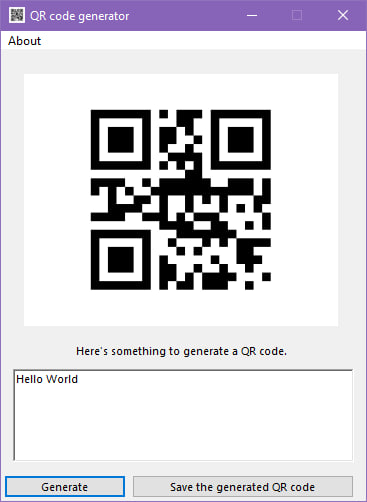 QR code generator
About
Here's something to generate a QR code.
Hello World
Generate
Save the generated QR code